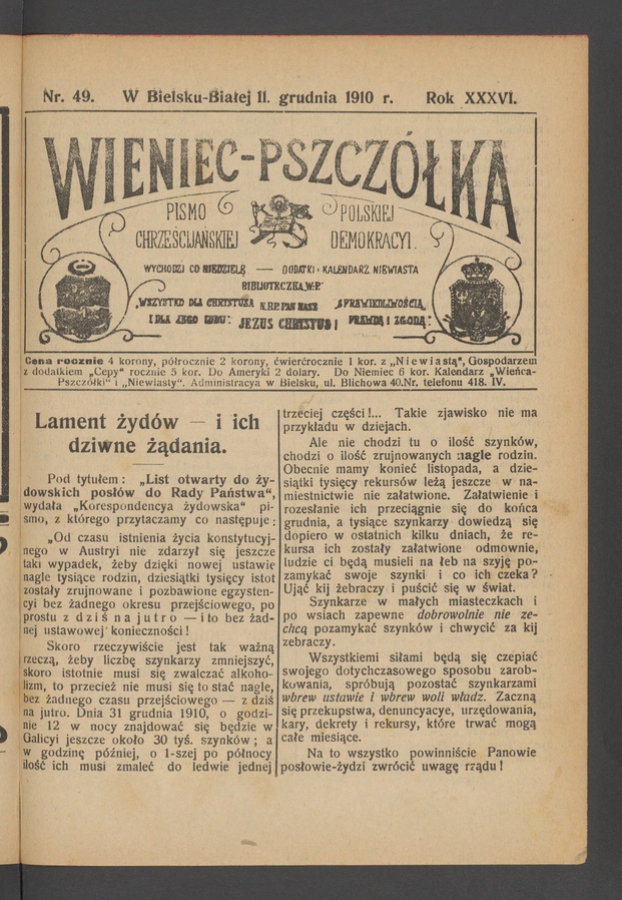 Nr. 49. W Bielsku-Białej 11. grudnia 1910 r. Rok XXXVI.
WIENIEC-PSZCZÓŁKA
PISMO POLSKIEJ
CHRZEŚCIJAŃSKIEJ DEMOKRACYI.
WYCHODZI CO NIEDZIELĘ — DODATKI: KALENDARZ NIEWIASTA
BIBLIOTECZKA W.P.
„WSZYSTKO DLA CHRYSTUSA
I DLA JEGO LUDU".
N.B.P. PAN NASZ
JEZUS CHRISTUS!
„SPRAWIEDLIWOŚCIĄ,
PRAWDĄ I ZGODĄ".
Cena rocznie 4 korony, półrocznie 2 korony, ćwierćrocznie 1 kor. z „Niewiastą", Gospodarzem
z dodatkiem „Cepy" rocznie 5 kor. Do Ameryki 2 dolary. Do Niemiec 6 kor. Kalendarz „Wieńca-
Pszczółki" i „Niewiasty". Administracya w Bielsku, ul. Blichowa 40.Nr. telefonu 418. IV.
Lament żydów — i ich
dziwne żądania.
Pod tytułem: „List otwarty do ży-
dowskich posłów do Rady Państwa",
wydała „Korespondencya żydowska" pi-
smo, z którego przytaczamy co następuje:
„Od czasu istnienia życia konstytucyj-
nego w Austryi nie zdarzył się jeszcze
taki wypadek, żeby dzięki nowej ustawie
nagle tysiące rodzin, dziesiątki tysięcy istot
zostały zrujnowane i pozbawione egzysten-
cyi bez żadnego okresu przejściowego, po
prostu z dziś na jutro — i to bez żad-
nej ustawowej konieczności!
Skoro rzeczywiście jest tak ważną
rzeczą, żeby liczbę szynkarzy zmniejszyć,
skoro istotnie musi się zwalczać alkoho-
lizm, to przecież nie musi się to stać nagle,
bez żadnego czasu przejściowego — z dziś
na jutro. Dnia 31 grudnia 1910, o godzi-
nie 12 w nocy znajdować się będzie w
Galicyi jeszcze około 30 tyś. szynków; a
w godzinę później, o 1-szej po północy
ilość ich musi zmaleć do ledwie jednej
trzeciej części!... Takie zjawisko nie ma
przykładu w dziejach.
Ale nie chodzi tu o ilość szynków,
chodzi o ilość zrujnowanych nagle rodzin.
Obecnie mamy konieć listopada, a dzie-
siątki tysięcy rekursów leżą jeszcze w na-
miestnictwie nie załatwione. Załatwienie i
rozesłanie ich przeciągnie się do końca
grudnia, a tysiące szynkarzy dowiedzą się
dopiero w ostatnich kilku dniach, że re-
kursa ich zostały załatwione odmownie,
ludzie ci będą musieli na łeb na szyję po-
zamykać swoje szynki i co ich czeka?
Ująć kij żebraczy i puścić się w świat.
Szynkarze w małych miasteczkach i
po wsiach zapewne dobrowolnie nie ze-
chcą pozamykać szynków i chwycić za kij
zebraczy.
Wszystkiemi siłami będą się czepiać
swojego dotychczasowego sposobu zarob-
kowania, spróbują pozostać szynkarzami
wbrew ustawie i wbrew woli władz. Zaczną
się przekupstwa, denuncyacye, urzędowania,
kary, dekrety i rekursy, które trwać mogą
całe miesiące.
Na to wszystko powinniście Panowie
posłowie-żydzi zwrócić uwagę rządu!